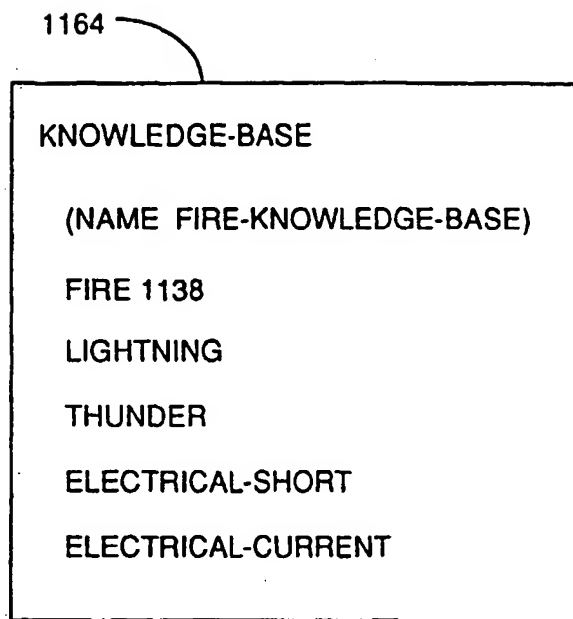 1164
KNOWLEDGE-BASE
(NAME FIRE-KNOWLEDGE-BASE)
FIRE 1138
LIGHTNING
THUNDER
ELECTRICAL-SHORT
ELECTRICAL-CURRENT